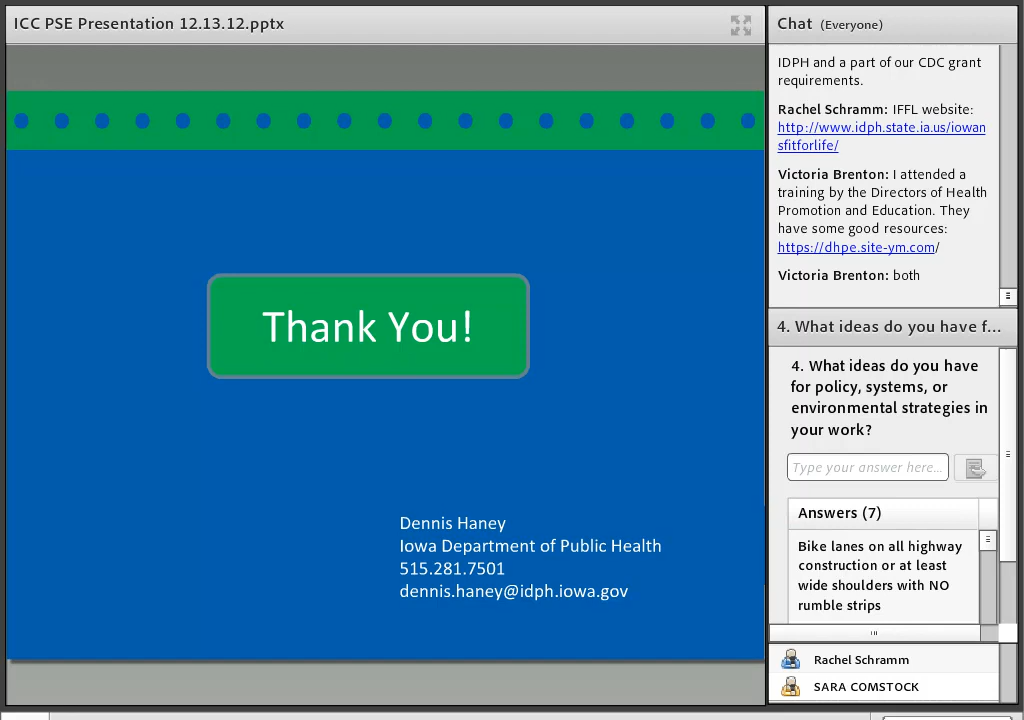 ICC PSE Presentation 12.13.12.pptx
Thank You!
Dennis Haney
Iowa Department of Public Health
515.281.7501
dennis.haney@idph.iowa.gov
Chat (Everyone)
IDPH and a part of our CDC grant
requirements.
Rachel Schramm: IFFL website:
http://www.idph.state.ia.us/iowan
sfitforlife/
Victoria Brenton: I attended a
training by the Directors of Health
Promotion and Education. They
have some good resources:
https://dhpe.site-ym.com/
Victoria Brenton: both
4. What ideas do you have f...
4. What ideas do you have
for policy, systems, or
environmental strategies in
your work?
Type your answer here...
Answers (7)
Bike lanes on all highway
construction or at least
wide shoulders with NO
rumble strips
Rachel Schramm
SARA COMSTOCK